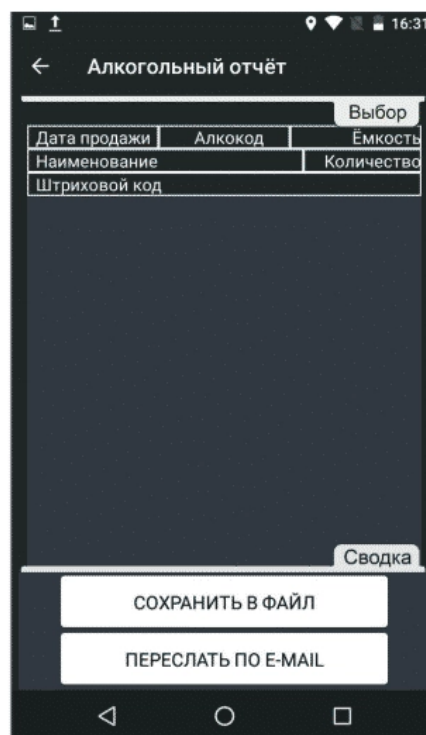 16:31
Алкогольный отчёт
Выбор
Дата продажи Алкокод Ёмкость
Наименование Количество
Штриховой код
Сводка
СОХРАНИТЬ В ФАЙЛ
ПЕРЕСЛАТЬ ПО E-MAIL